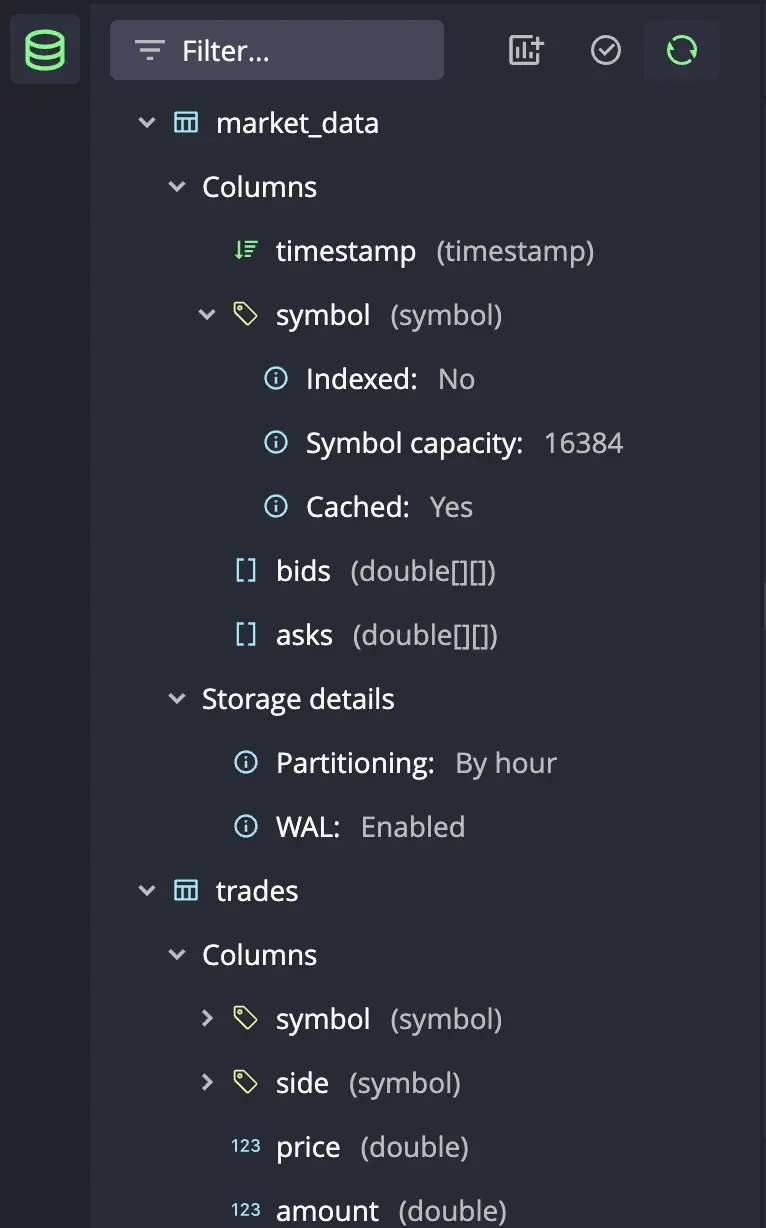 Filter...
market_data
Columns
timestamp (timestamp)
symbol (symbol)
Indexed: No
Symbol capacity: 16384
Cached: Yes
[] bids (double[][])
[] asks (double[][])
Storage details
Partitioning: By hour
WAL: Enabled
trades
Columns
symbol (symbol)
side (symbol)
123 price (double)
123 amount (double)